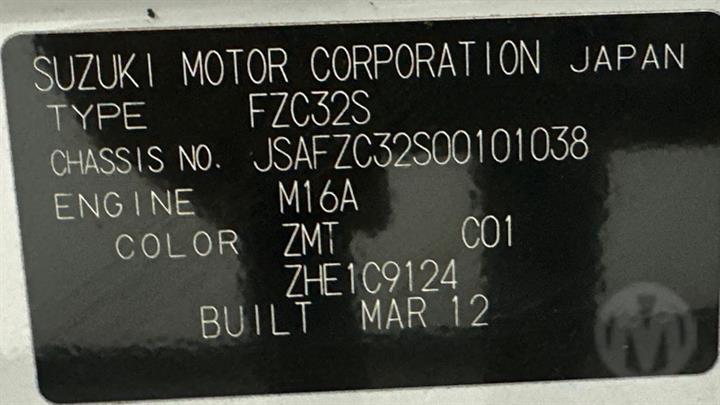 SUZUKI MOTOR CORPORATION JAPAN
TYPE FZC32S
CHASSIS NO. JSAFZC32S00101038
ENGINE M16A
COLOR ZMT C01
ZHE1C9124
BUILT MAR 12
M